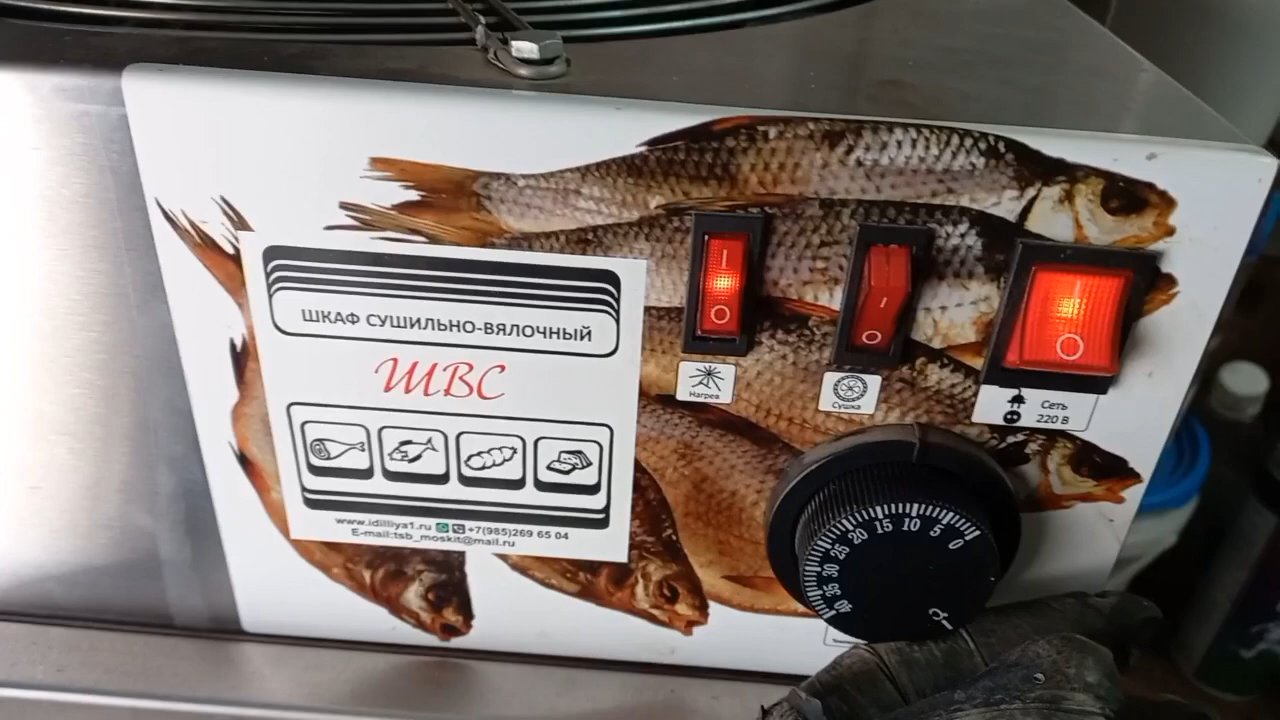 ШКАФ СУШИЛЬНО-ВЯЛОЧНЫЙ
ШВС
www.idilliya1.ru +7(985)269 65 04
E-mail:tsb_moskit@mail.ru
Нагрев
Сушка
Сеть
220 В
0 5 10 15 20 25 30 35 40
°C